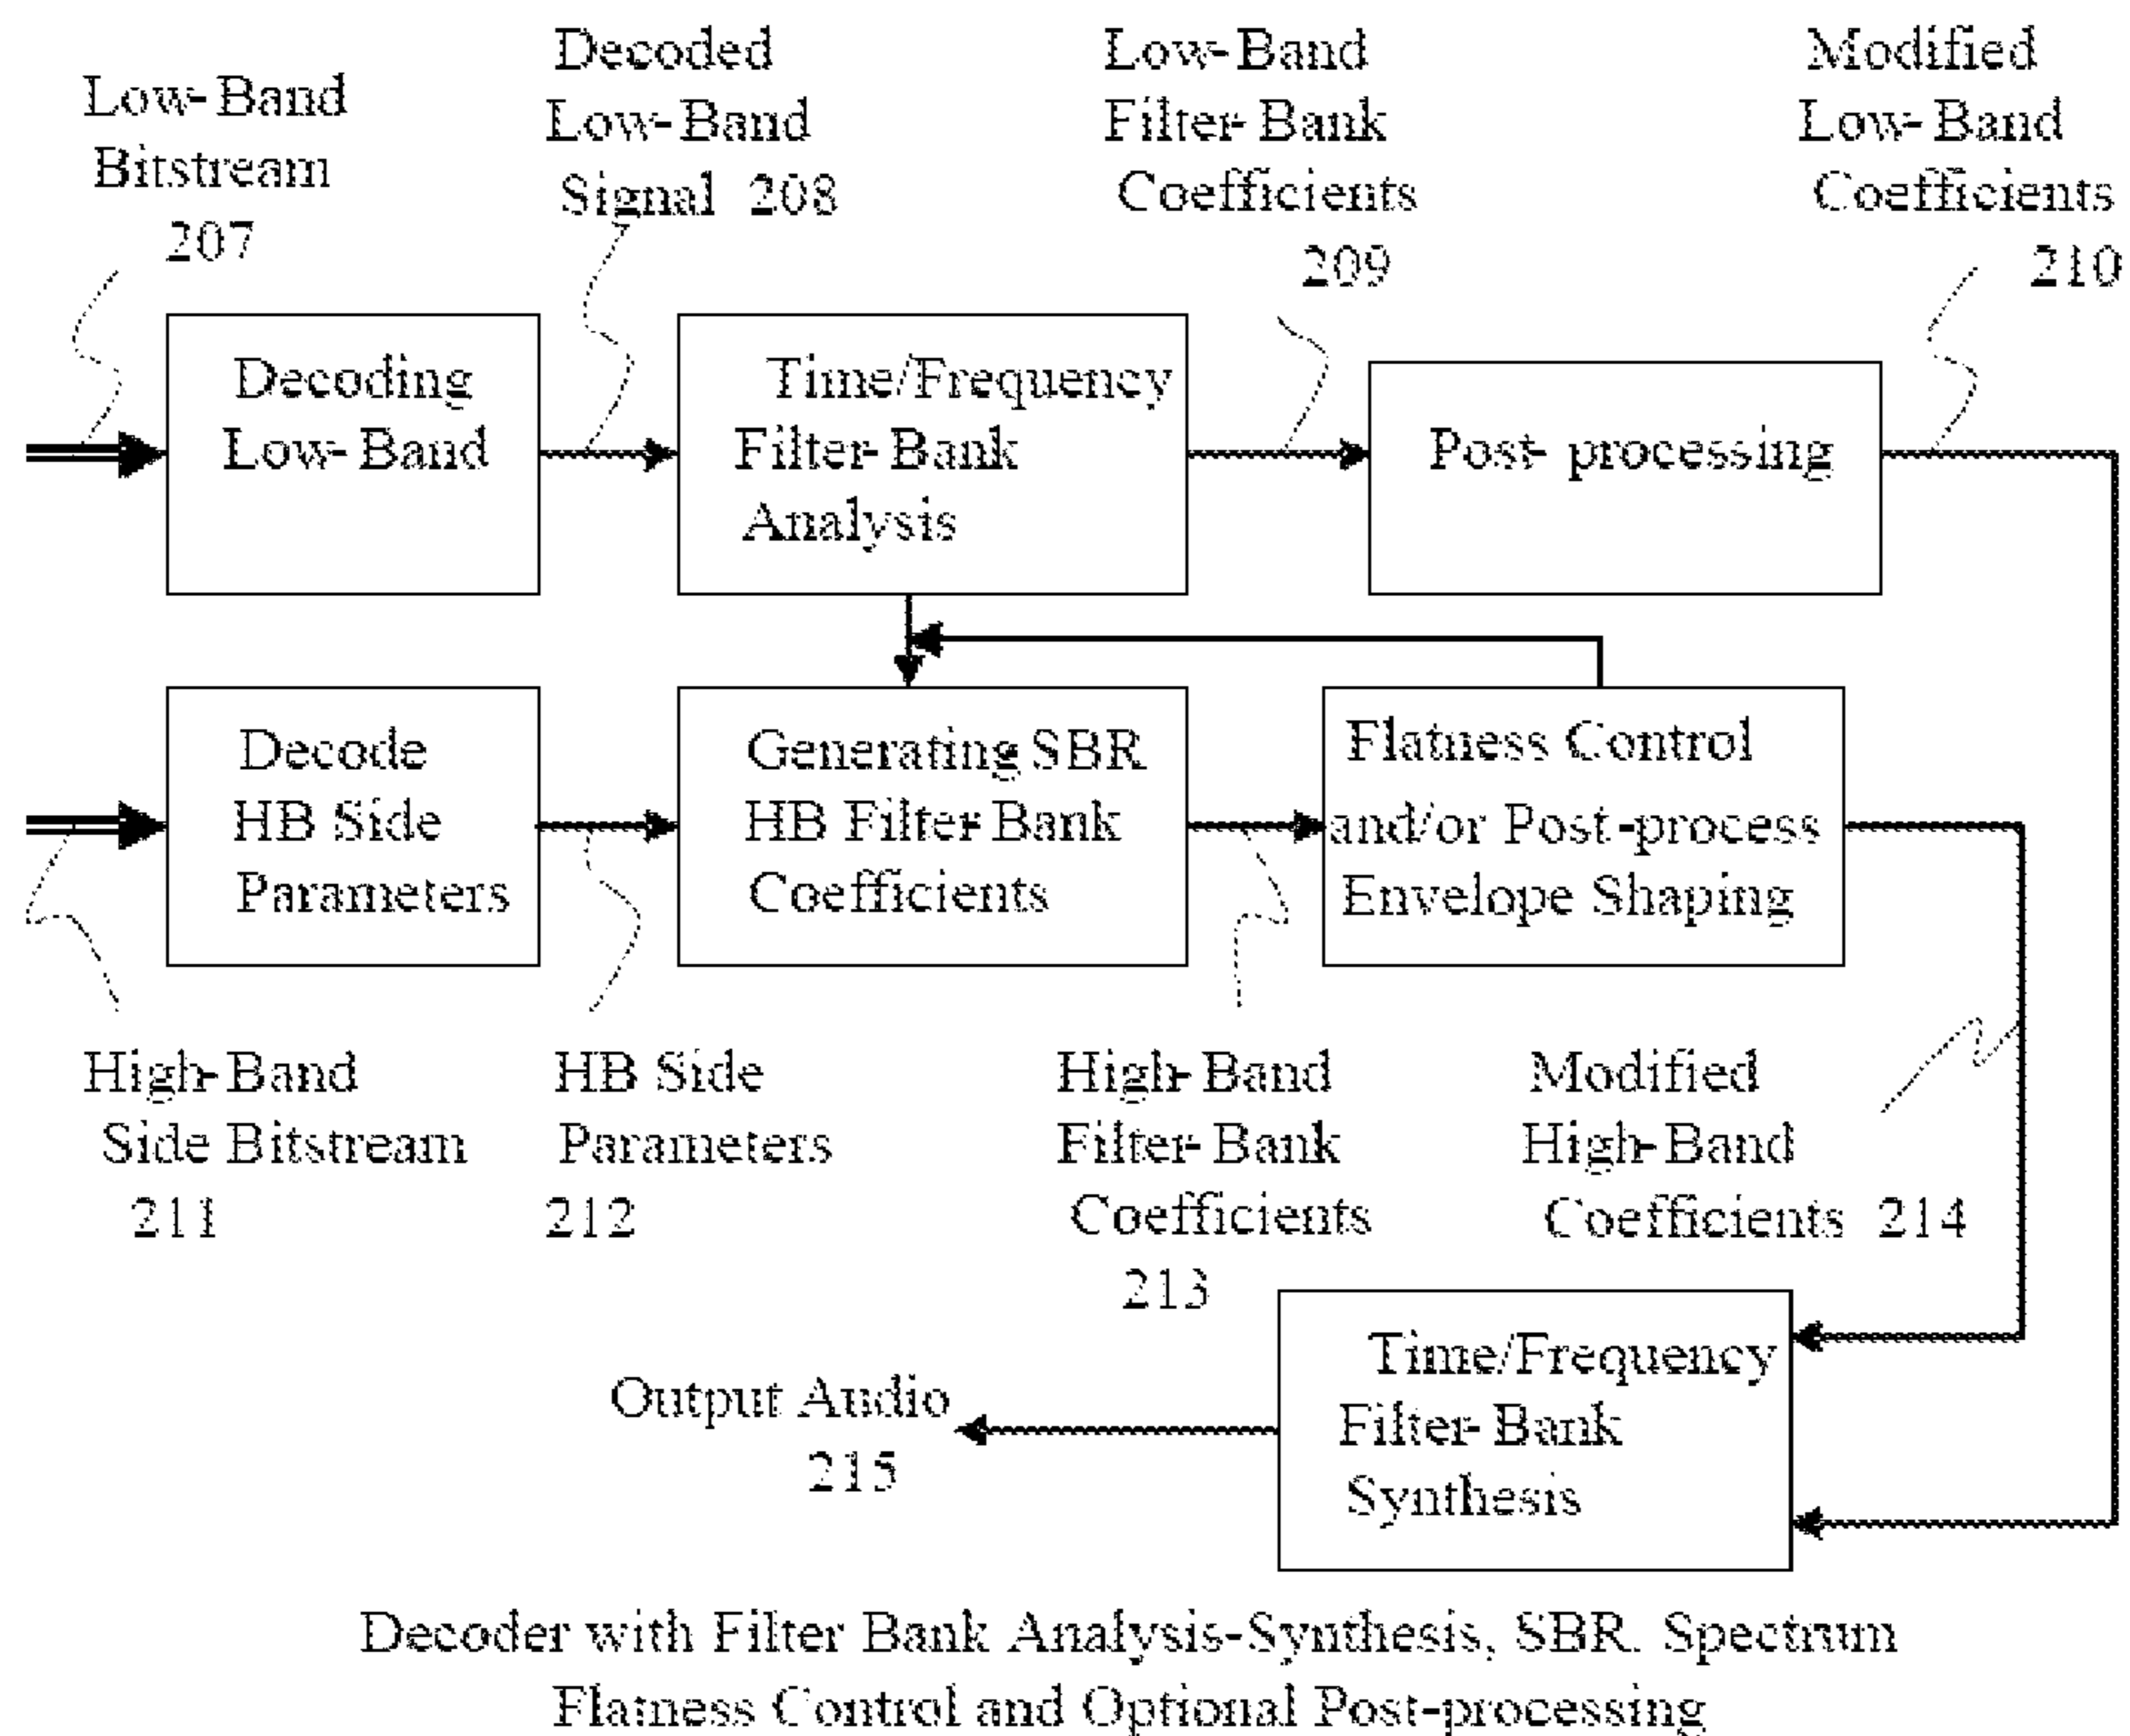 Low-Band
Bitstream
207
Decoded
Low-Band
Signal 208
Low-Band
Filter-Bank
Coefficients
209
Modified
Low-Band
Coefficients
210
Decoding
Low-Band
Time/Frequency
Filter-Bank
Analysis
Post- processing
Decode
HB Side
Parameters
Generating SBR
HB Filter-Bank
Coefficients
Flatness Control
and/or Post-process
Envelope Shaping
High-Band
Side Bitstream
211
HB Side
Parameters
212
High-Band
Filter-Bank
Coefficients
213
Modified
High-Band
Coefficients 214
Time/Frequency
Filter-Bank
Synthesis
Output Audio
215
Decoder with Filter Bank Analysis-Synthesis, SBR. Spectrum
Flatness Control and Optional Post-processing